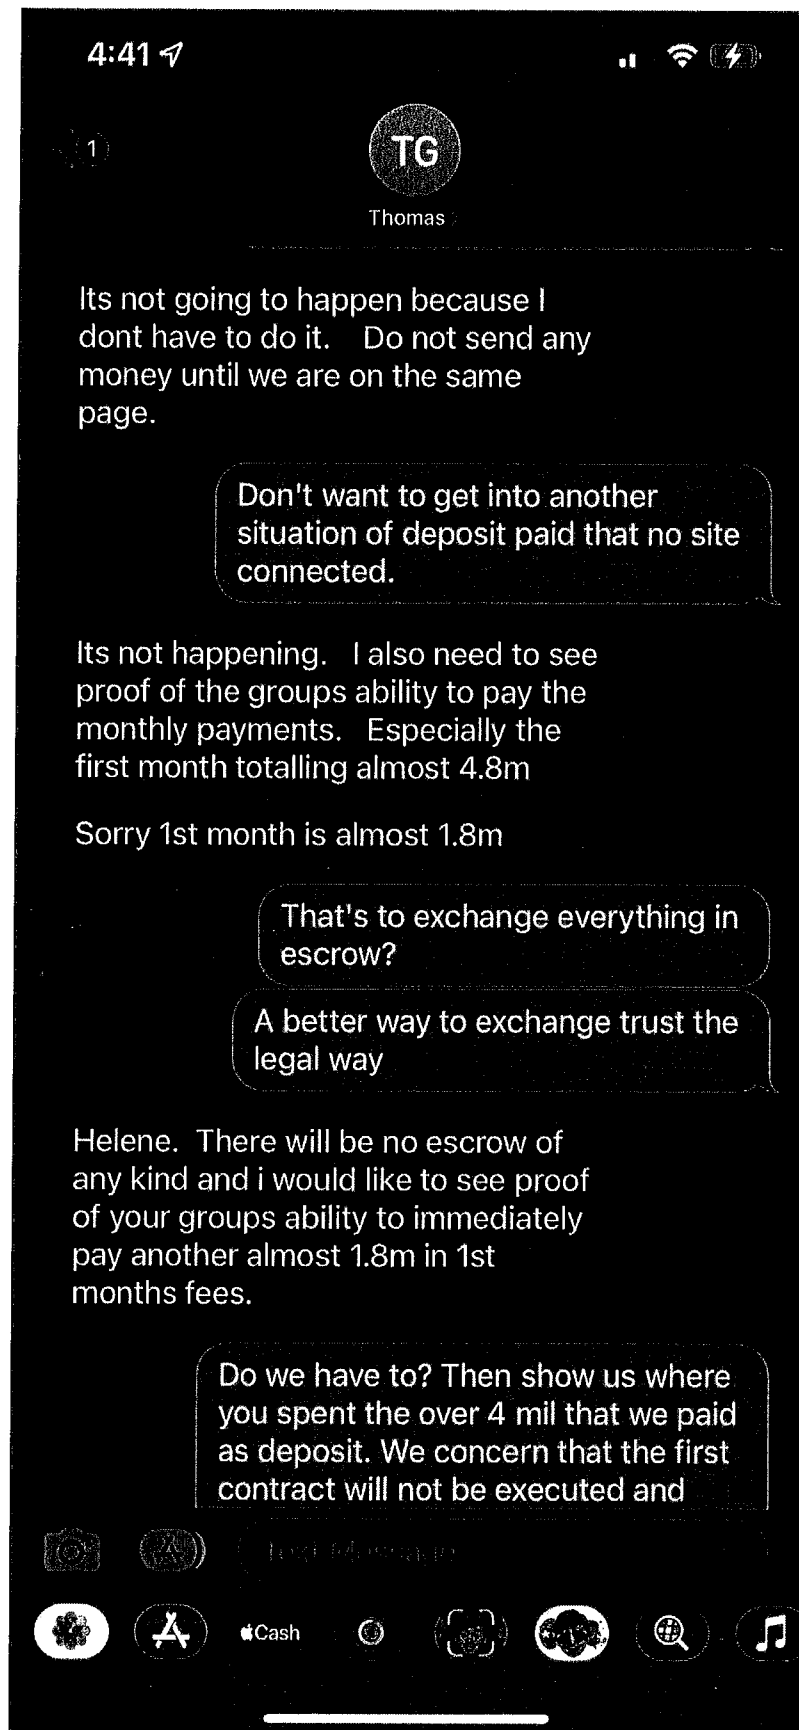 4:41
1
TG
Thomas
Its not going to happen because I
dont have to do it. Do not send any
money until we are on the same
page.
Don't want to get into another
situation of deposit paid that no site
connected.
Its not happening. I also need to see
proof of the groups ability to pay the
monthly payments. Especially the
first month totalling almost 4.8m
Sorry 1st month is almost 1.8m
That's to exchange everything in
escrow?
A better way to exchange trust the
legal way
Helene. There will be no escrow of
any kind and i would like to see proof
of your groups ability to immediately
pay another almost 1.8m in 1st
months fees.
Do we have to? Then show us where
you spent the over 4 mil that we paid
as deposit. We concern that the first
contract will not be executed and
Text Message
Cash